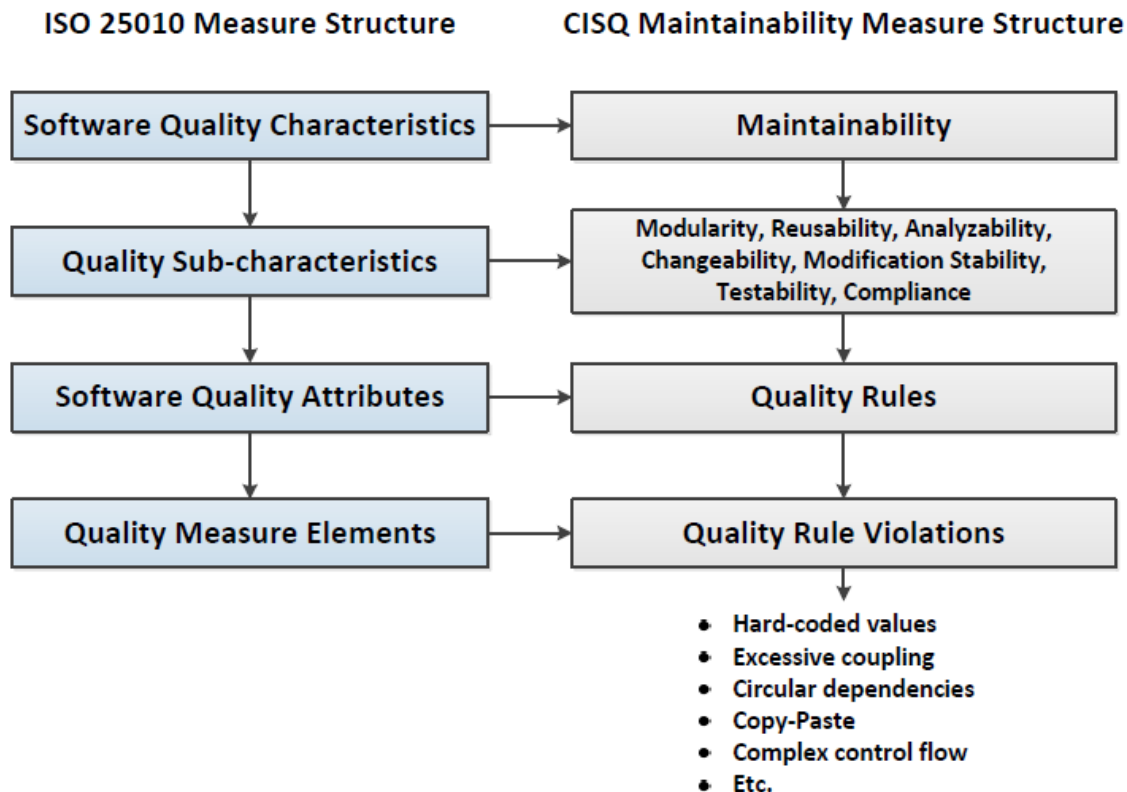 ISO 25010 Measure Structure
CISQ Maintainability Measure Structure
Software Quality Characteristics
Maintainability
Quality Sub-characteristics
Modularity, Reusability, Analyzability,
Changeability, Modification Stability,
Testability, Compliance
Software Quality Attributes
Quality Rules
Quality Measure Elements
Quality Rule Violations
• Hard-coded values
• Excessive coupling
• Circular dependencies
• Copy-Paste
• Complex control flow
• Etc.